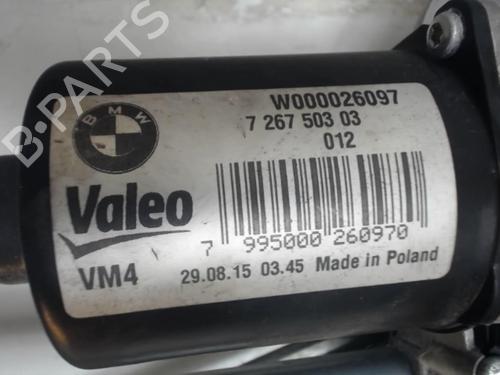 W000026097
7 267 503 03
012
BMW
Valeo
7 995000 260970
VM4
29.08.15 03.45 Made in Poland
B-PARTS